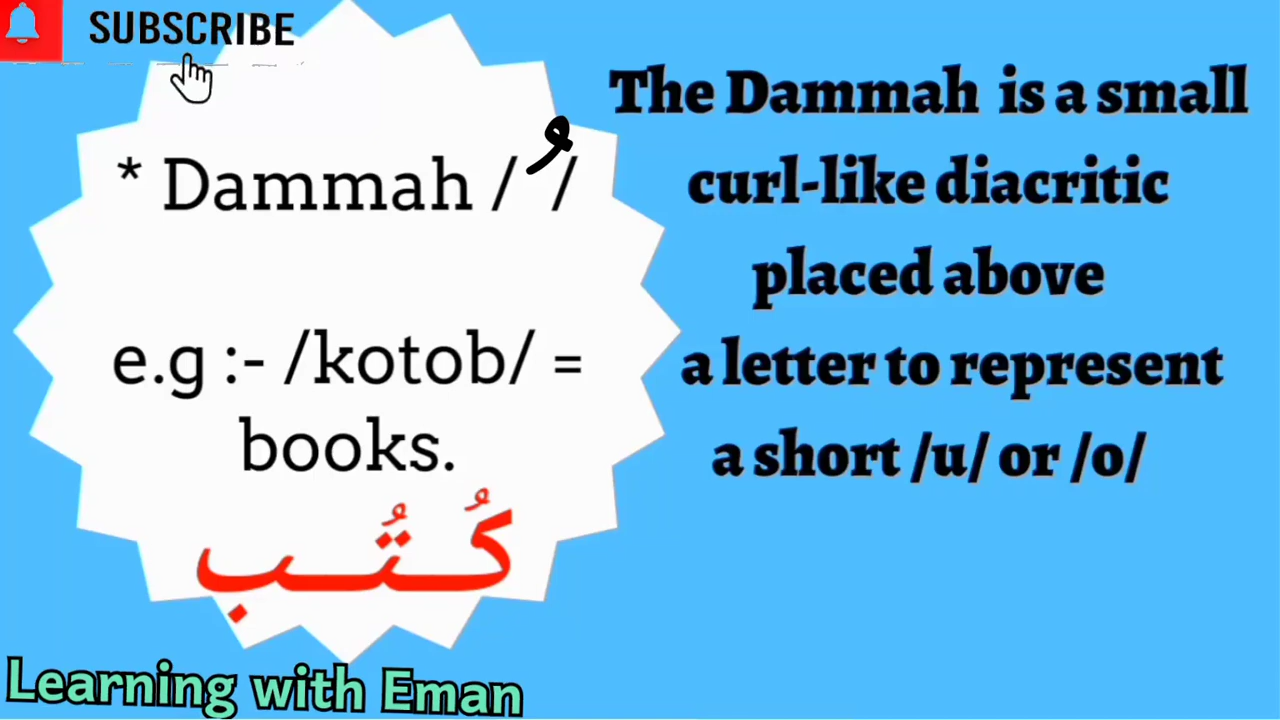 SUBSCRIBE
* Dammah / ُ /
e.g :- /kotob/ =
books.
كُتُب
The Dammah is a small
curl-like diacritic
placed above
a letter to represent
a short /u/ or /o/
Learning with Eman